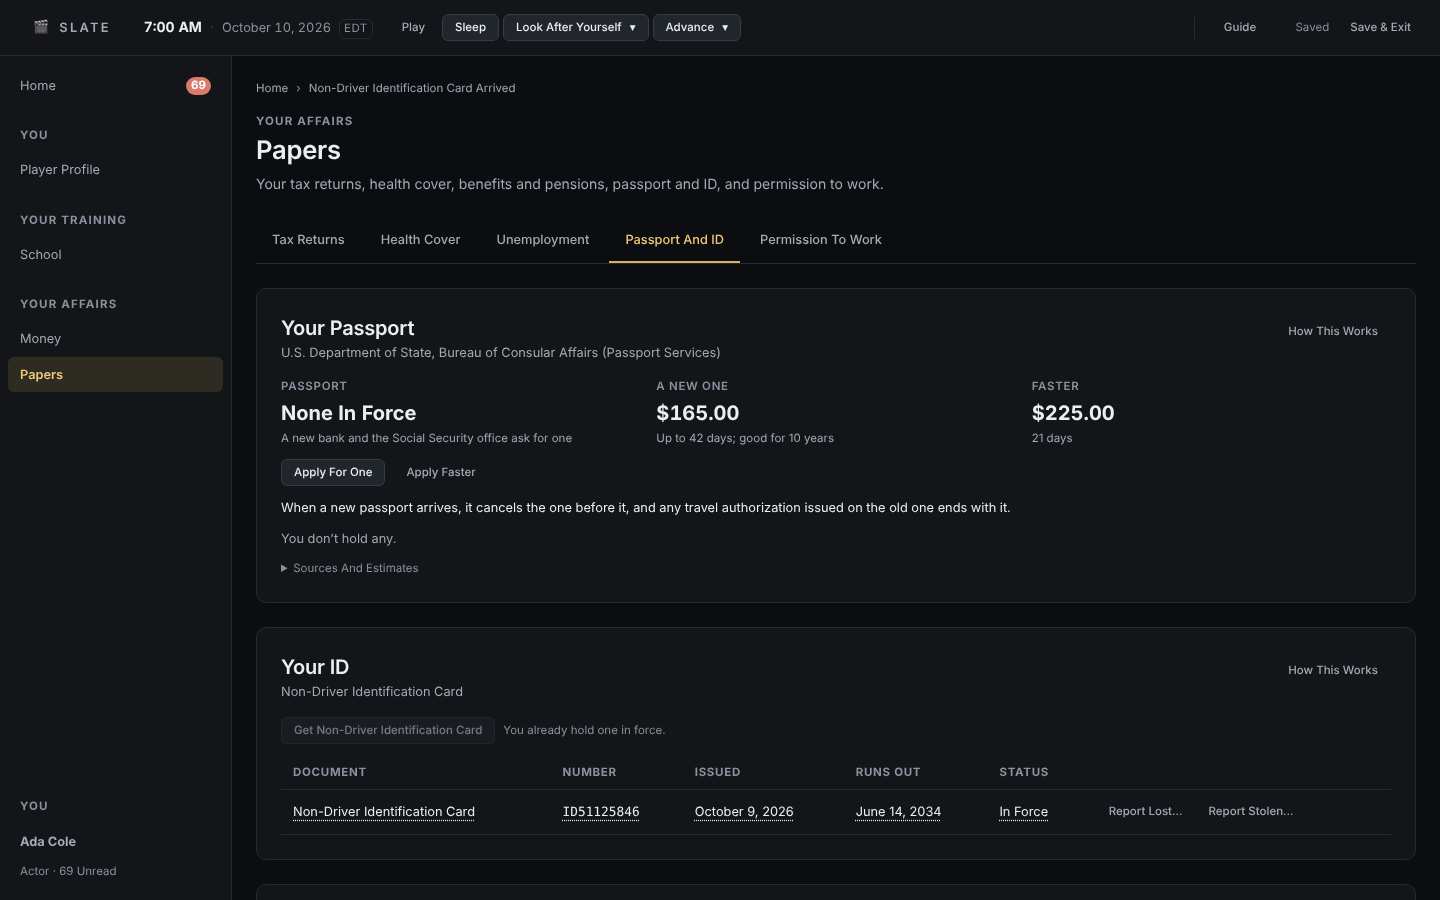 SLATE
7:00 AM · October 10, 2026 EDT
Play
Sleep
Look After Yourself ▾
Advance ▾
Guide
Saved
Save & Exit
Home
69
YOU
Player Profile
YOUR TRAINING
School
YOUR AFFAIRS
Money
Papers
YOU
Ada Cole
Actor · 69 Unread
Home › Non-Driver Identification Card Arrived
YOUR AFFAIRS
Papers
Your tax returns, health cover, benefits and pensions, passport and ID, and permission to work.
Tax Returns
Health Cover
Unemployment
Passport And ID
Permission To Work
Your Passport
How This Works
U.S. Department of State, Bureau of Consular Affairs (Passport Services)
PASSPORT
None In Force
A new bank and the Social Security office ask for one
A NEW ONE
$165.00
Up to 42 days; good for 10 years
FASTER
$225.00
21 days
Apply For One
Apply Faster
When a new passport arrives, it cancels the one before it, and any travel authorization issued on the old one ends with it.
You don't hold any.
▶ Sources And Estimates
Your ID
How This Works
Non-Driver Identification Card
Get Non-Driver Identification Card
You already hold one in force.
DOCUMENT NUMBER ISSUED RUNS OUT STATUS
Non-Driver Identification Card ID51125846 October 9, 2026 June 14, 2034 In Force Report Lost... Report Stolen...